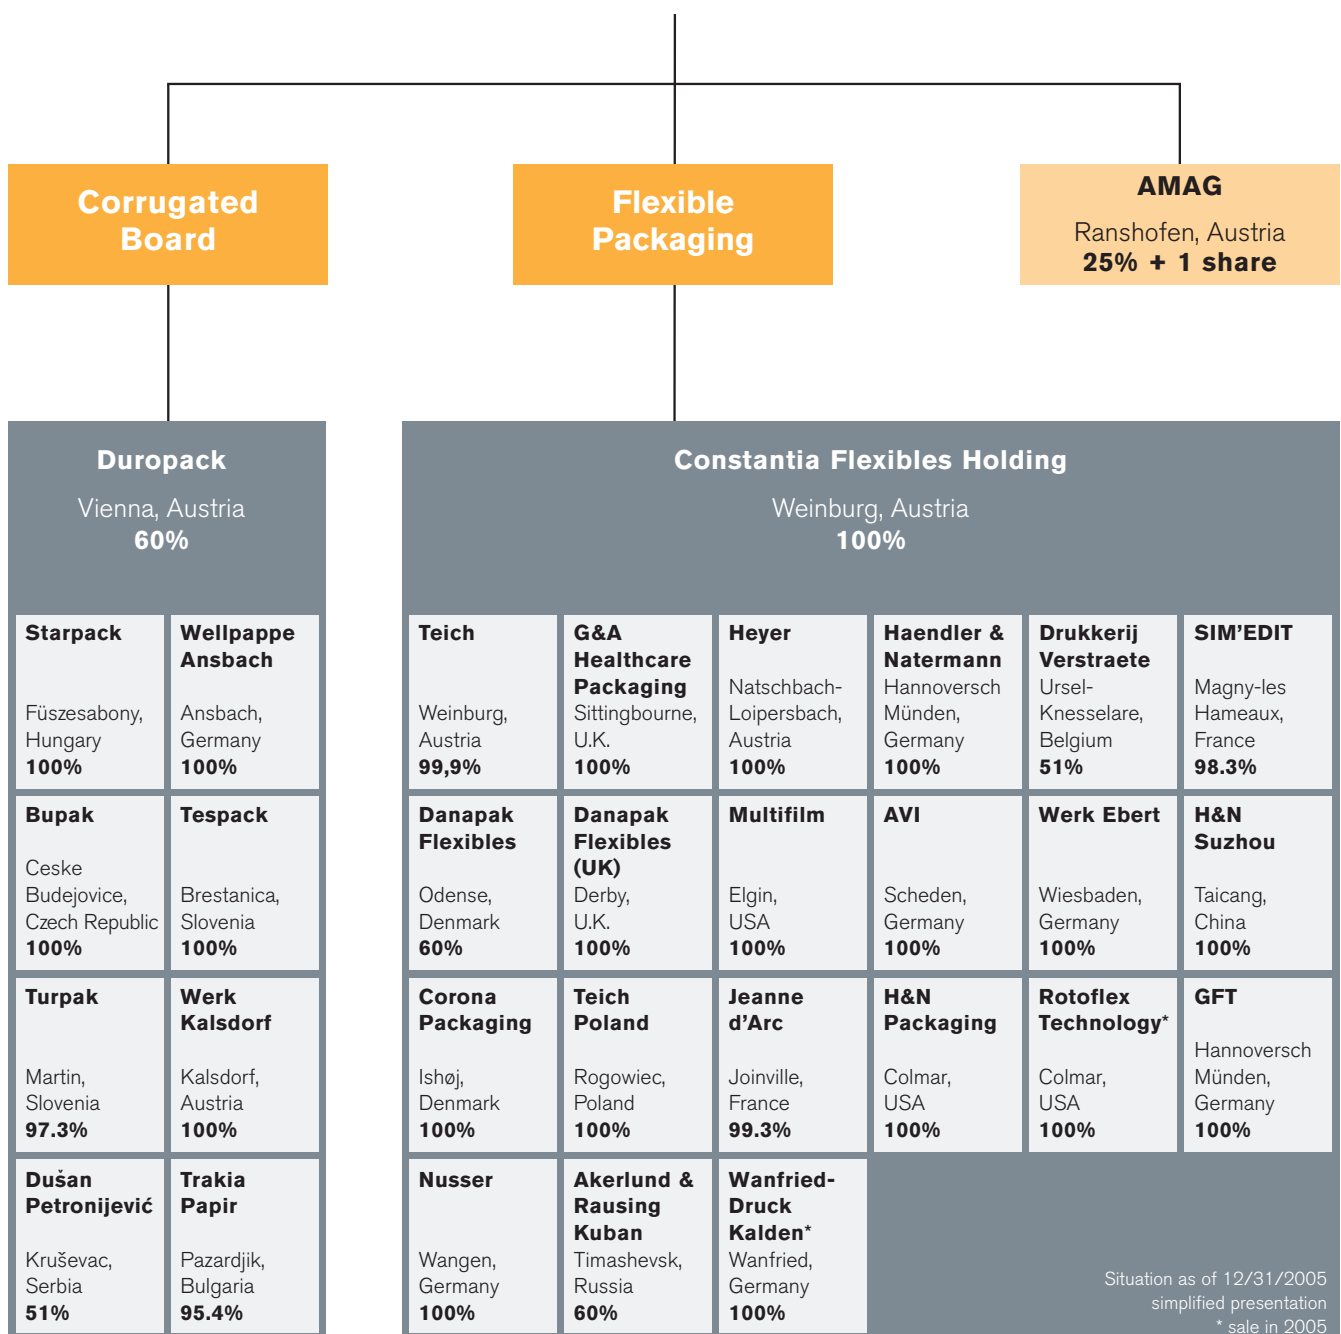 Corrugated
Board
Flexible
Packaging
AMAG
Ranshofen, Austria
25% + 1 share
Duropack
Vienna, Austria
60%
Starpack
Füszesabony,
Hungary
100%
Wellpappe
Ansbach
Ansbach,
Germany
100%
Bupak
Ceske
Budejovice,
Czech Republic
100%
Tespack
Brestanica,
Slovenia
100%
Turpak
Martin,
Slovenia
97.3%
Werk
Kalsdorf
Kalsdorf,
Austria
100%
Dušan
Petronijević
Kruševac,
Serbia
51%
Trakia
Papir
Pazardjik,
Bulgaria
95.4%
Constantia Flexibles Holding
Weinburg, Austria
100%
Teich
Weinburg,
Austria
99,9%
G&A
Healthcare
Packaging
Sittingbourne,
U.K.
100%
Heyer
Natschbach-
Loipersbach,
Austria
100%
Haendler &
Natermann
Hannoversch
Münden,
Germany
100%
Drukkerij
Verstraete
Ursel-
Knesselare,
Belgium
51%
SIM'EDIT
Magny-les
Hameaux,
France
98.3%
Danapak
Flexibles
Odense,
Denmark
60%
Danapak
Flexibles
(UK)
Derby,
U.K.
100%
Multifilm
Elgin,
USA
100%
AVI
Scheden,
Germany
100%
Werk Ebert
Wiesbaden,
Germany
100%
H&N
Suzhou
Taicang,
China
100%
Corona
Packaging
Ishøj,
Denmark
100%
Teich
Poland
Rogowiec,
Poland
100%
Jeanne
d'Arc
Joinville,
France
99.3%
H&N
Packaging
Colmar,
USA
100%
Rotoflex
Technology*
Colmar,
USA
100%
GFT
Hannoversch
Münden,
Germany
100%
Nusser
Wangen,
Germany
100%
Akerlund &
Rausing
Kuban
Timashevsk,
Russia
60%
Wanfried-
Druck
Kalden*
Wanfried,
Germany
100%
Situation as of 12/31/2005
simplified presentation
* sale in 2005